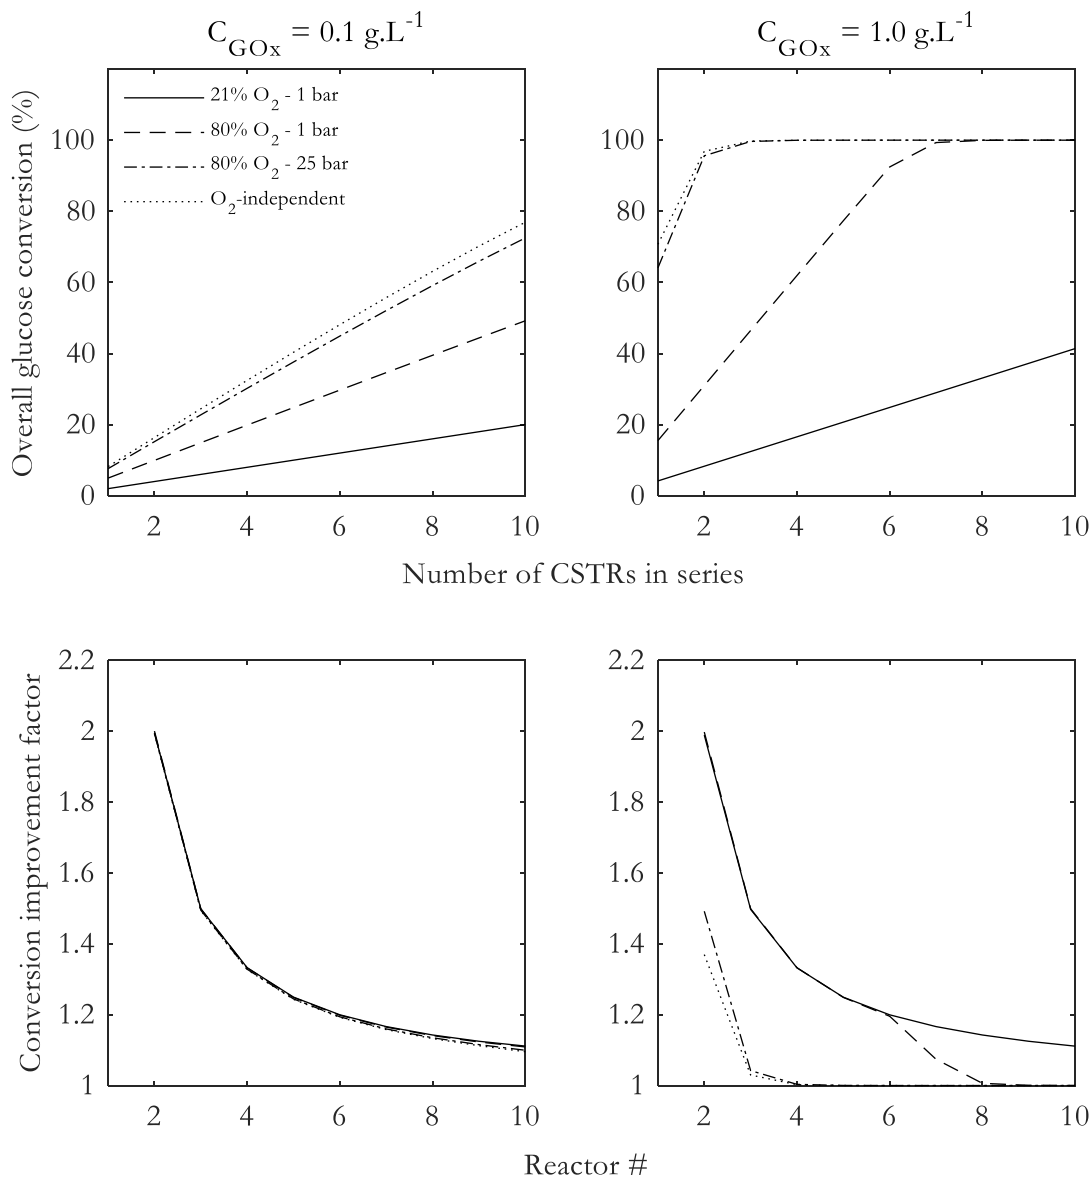 C_GOx = 0.1 g.L^-1
C_GOx = 1.0 g.L^-1
Overall glucose conversion (%)
100
80
60
40
20
0
21% O_2 - 1 bar
80% O_2 - 1 bar
80% O_2 - 25 bar
O_2-independent
2 4 6 8 10
100
80
60
40
20
0
2 4 6 8 10
Number of CSTRs in series
Conversion improvement factor
2.2
2
1.8
1.6
1.4
1.2
1
2 4 6 8 10
2.2
2
1.8
1.6
1.4
1.2
1
2 4 6 8 10
Reactor #